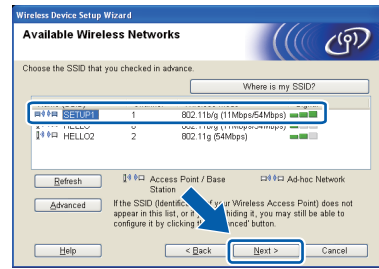 Wireless Device Setup Wizard
Available Wireless Networks
Choose the SSID that you checked in advance.
Where is my SSID?
SETUP1 1 802.11b/g (11Mbps/54Mbps)
HELLO2 2 802.11g (54Mbps)
Refresh Access Point / Base Station Ad-hoc Network
Advanced If the SSID of your Wireless Access Point) does not
appear in this list, or hiding it, you may still be able to
configure it by clicking button.
Help < Back Next > Cancel